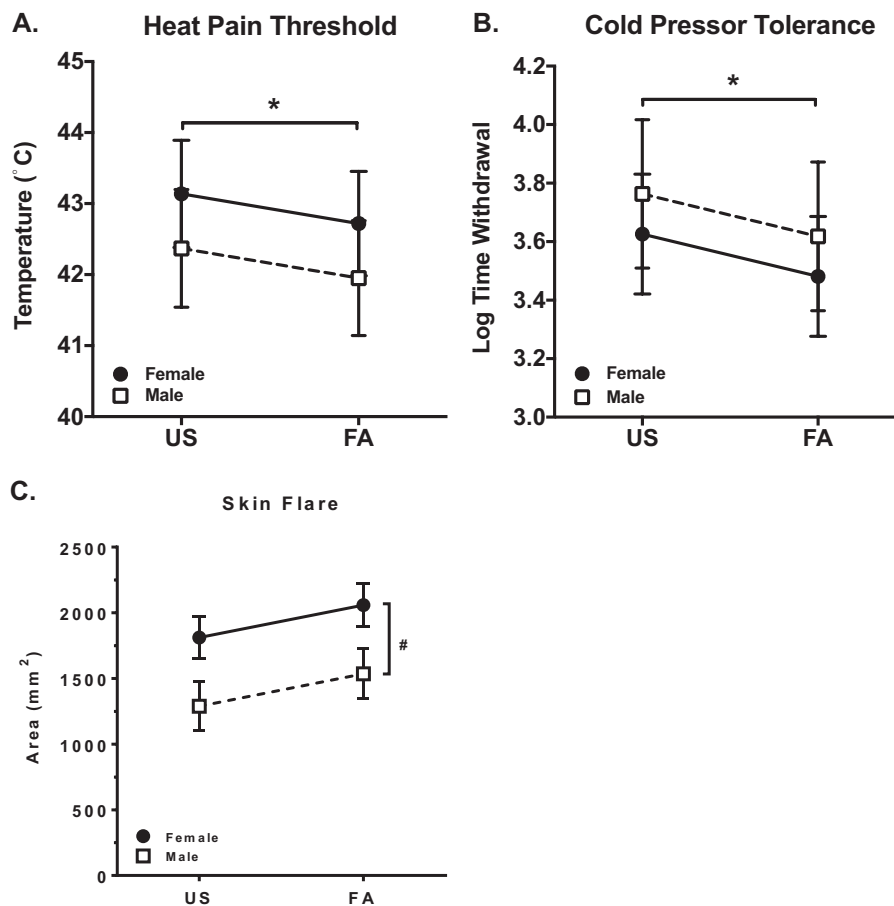 A.
Heat Pain Threshold
45
44
43
42
41
40
Temperature (°C)
*
Female
Male
US
FA
B.
Cold Pressor Tolerance
4.2
4.0
3.8
3.6
3.4
3.2
3.0
Log Time Withdrawal
*
Female
Male
US
FA
C.
Skin Flare
2500
2000
1500
1000
500
0
Area (mm²)
#
Female
Male
US
FA